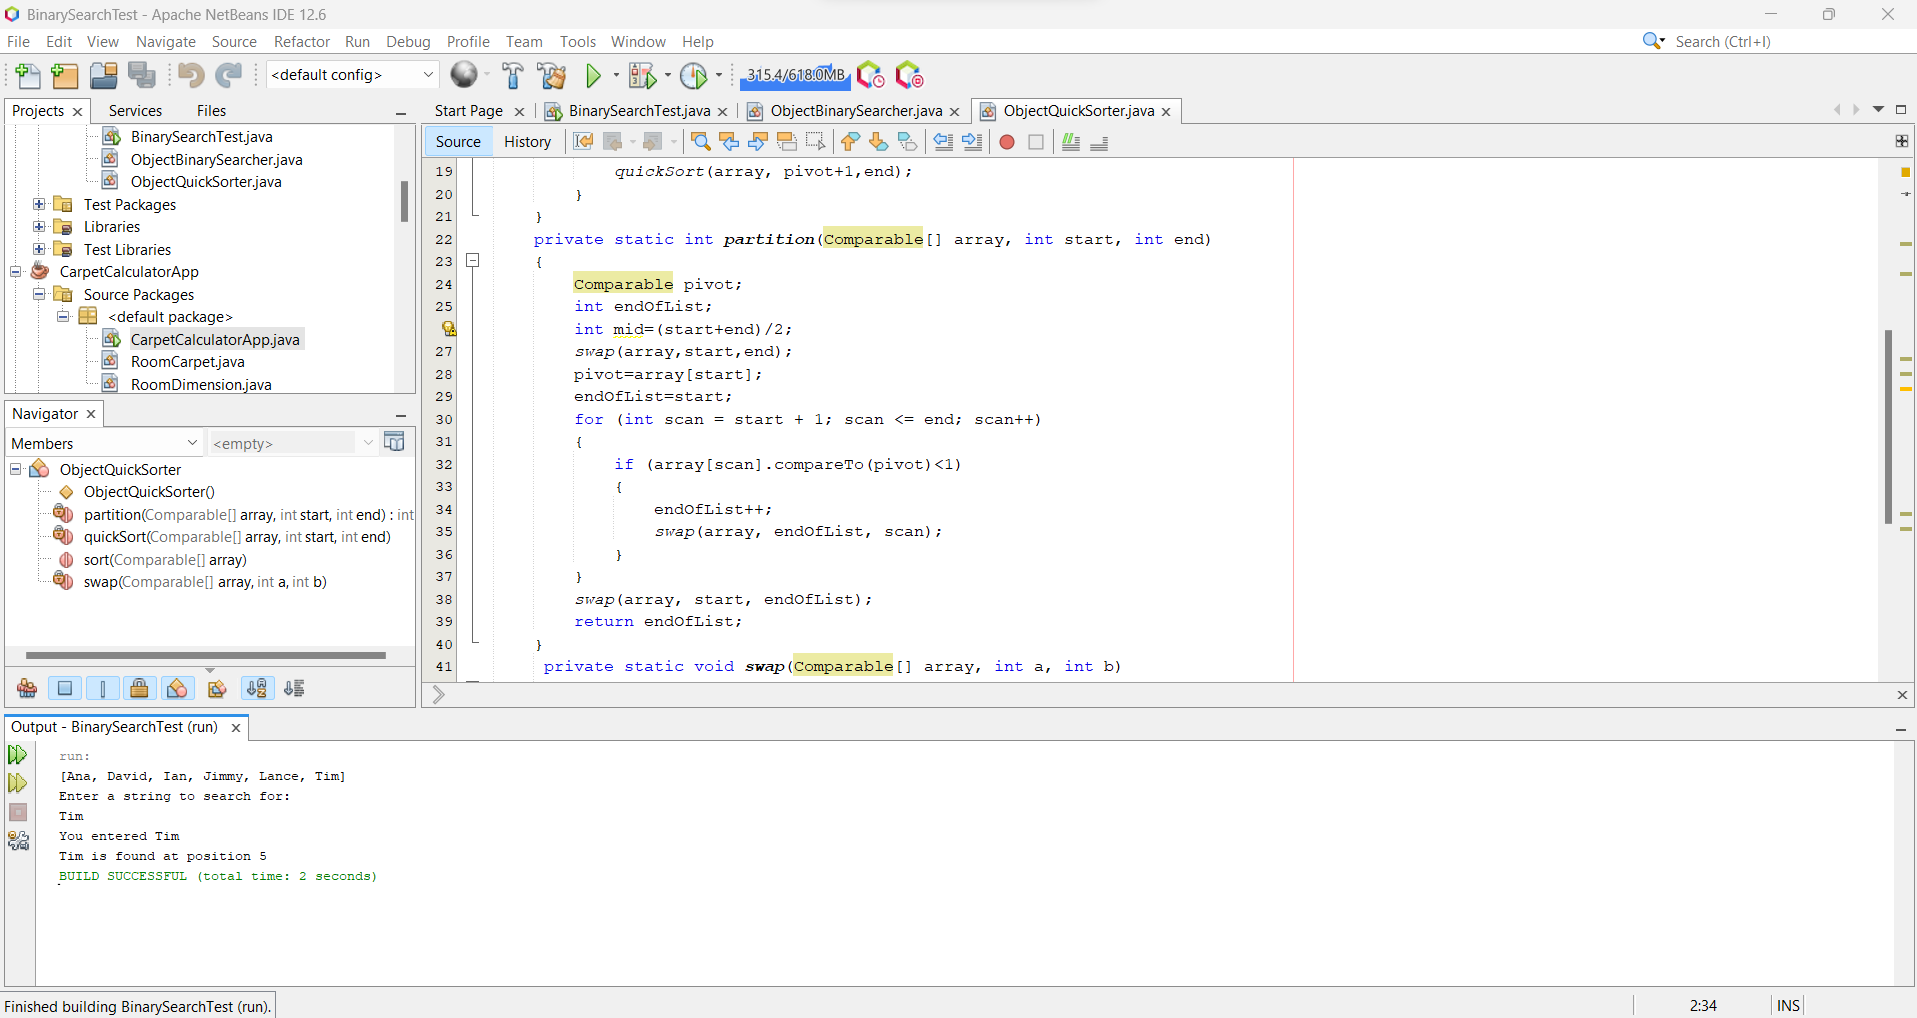 BinarySearchTest - Apache NetBeans IDE 12.6
File Edit View Navigate Source Refactor Run Debug Profile Team Tools Window Help
Search (Ctrl+I)
<default config>
315.4/618.0MB
Projects Services Files
BinarySearchTest.java
ObjectBinarySearcher.java
ObjectQuickSorter.java
Test Packages
Libraries
Test Libraries
CarpetCalculatorApp
Source Packages
<default package>
CarpetCalculatorApp.java
RoomCarpet.java
RoomDimension.java
Navigator
Members
<empty>
ObjectQuickSorter
ObjectQuickSorter()
partition(Comparable[] array, int start, int end) : int
quickSort(Comparable[] array, int start, int end)
sort(Comparable[] array)
swap(Comparable[] array, int a, int b)
Start Page BinarySearchTest.java ObjectBinarySearcher.java ObjectQuickSorter.java
Source History
19 quickSort(array, pivot+1,end);
20 }
21 }
22 private static int partition(Comparable[] array, int start, int end)
23 {
24 Comparable pivot;
25 int endOfList;
int mid=(start+end)/2;
27 swap(array,start,end);
28 pivot=array[start];
29 endOfList=start;
30 for (int scan = start + 1; scan <= end; scan++)
31 {
32 if (array[scan].compareTo(pivot)<1)
33 {
34 endOfList++;
35 swap(array, endOfList, scan);
36 }
37 }
38 swap(array, start, endOfList);
39 return endOfList;
40 }
41 private static void swap(Comparable[] array, int a, int b)
Output - BinarySearchTest (run)
run:
[Ana, David, Ian, Jimmy, Lance, Tim]
Enter a string to search for:
Tim
You entered Tim
Tim is found at position 5
BUILD SUCCESSFUL (total time: 2 seconds)
Finished building BinarySearchTest (run).
2:34
INS